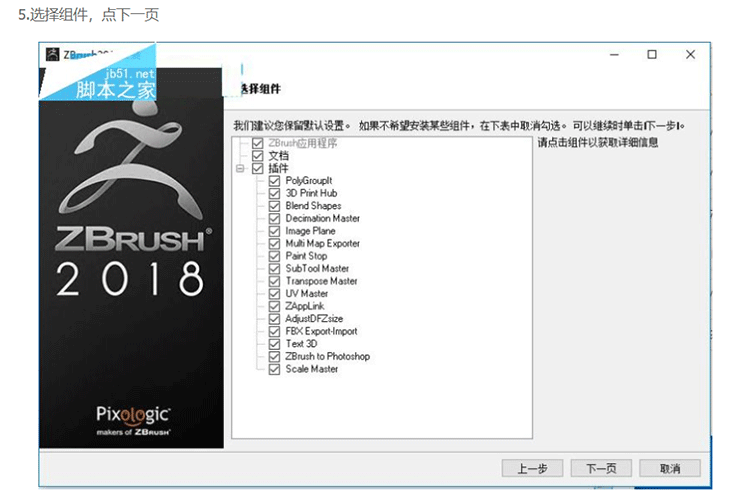 5.选择组件，点下一页
jb51.net
脚本之家
选择组件
我们建议您保留默认设置。 如果不希望安装某些组件，在下表中取消勾选。 可以继续时单击[下一步]。
ZBrush应用程序
文档
插件
PolyGroupIt
3D Print Hub
Blend Shapes
Decimation Master
Image Plane
Multi Map Exporter
Paint Stop
SubTool Master
Transpose Master
UV Master
ZAppLink
AdjustDFZsize
FBX Export-Import
Text 3D
ZBrush to Photoshop
Scale Master
请点击组件以获取详细信息
ZBRUSH®
2018
Pixologic
makers of ZBRUSH
上一步
下一页
取消